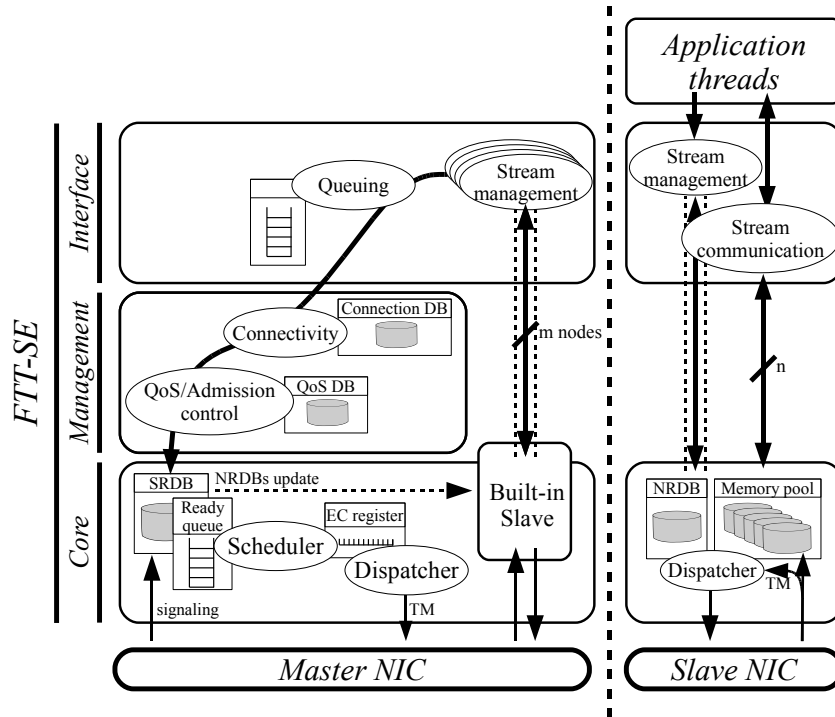 Application
threads
FTT-SE
Interface
Management
Core
Queuing
Stream
management
Stream
management
Stream
communication
Connection DB
Connectivity
m nodes
QoS/Admission
control
QoS DB
n
SRDB
NRDBs update
Ready
queue
Scheduler
EC register
Dispatcher
Built-in
Slave
signaling
TM
NRDB
Memory pool
Dispatcher
TM
Master NIC
Slave NIC